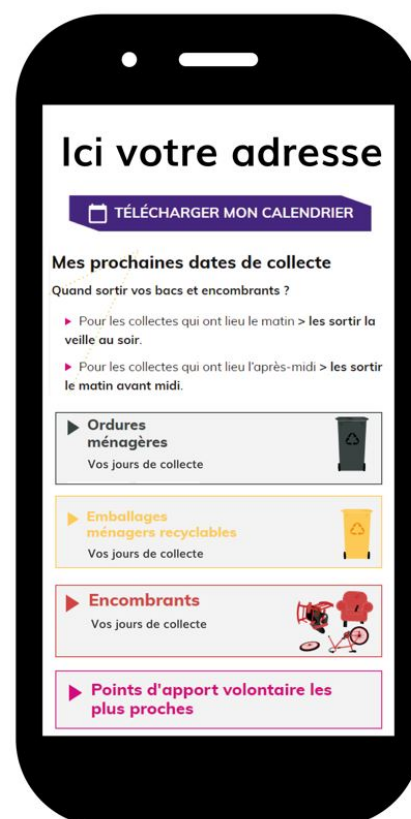 Ici votre adresse
TÉLÉCHARGER MON CALENDRIER
Mes prochaines dates de collecte
Quand sortir vos bacs et encombrants ?
Pour les collectes qui ont lieu le matin > les sortir la
veille au soir.
Pour les collectes qui ont lieu l'après-midi > les sortir
le matin avant midi.
Ordures
ménagères
Vos jours de collecte
Emballages
ménagers recyclables
Vos jours de collecte
Encombrants
Vos jours de collecte
Points d'apport volontaire les
plus proches